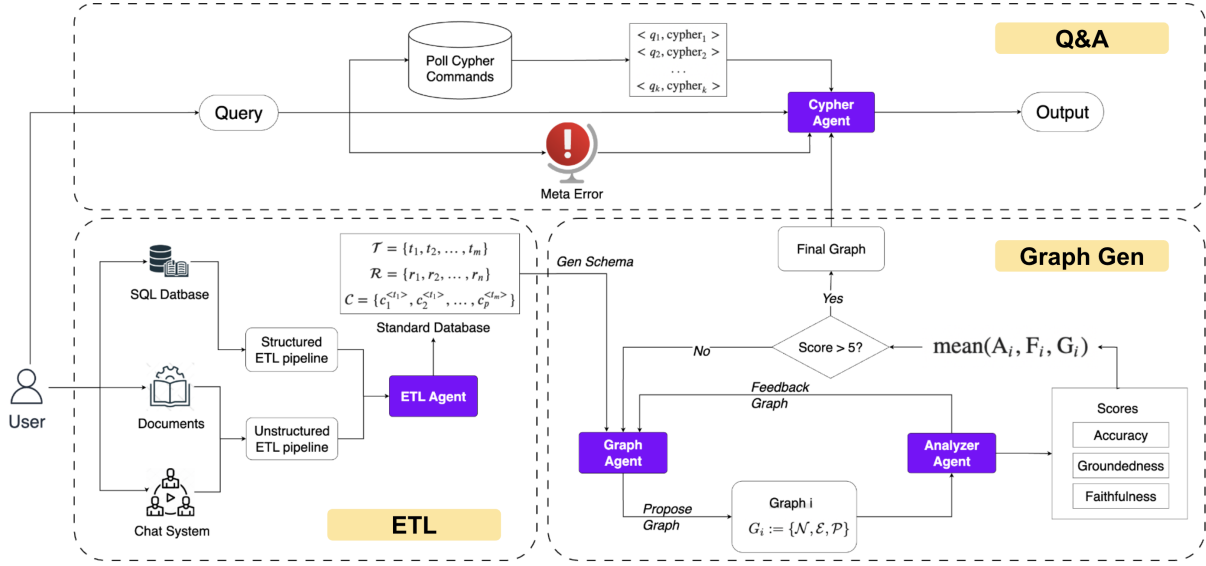 Q&A
Poll Cypher
Commands
< q₁, cypher₁ >
< q₂, cypher₂ >
. . .
< qₖ, cypherₖ >
Query
Cypher
Agent
Output
Meta Error
User
SQL Datbase
Documents
Chat System
Structured
ETL pipeline
Unstructured
ETL pipeline
ETL Agent
𝒯 = {t₁, t₂, . . . , tₘ}
ℛ = {r₁, r₂, . . . , rₙ}
C = {c₁^{<t₁>}, c₂^{<t₁>}, . . . , cₚ^{<tₘ>}}
Standard Database
ETL
Gen Schema
Graph Gen
Final Graph
Yes
Score > 5?
No
mean(Aᵢ, Fᵢ, Gᵢ)
Feedback
Graph
Graph
Agent
Analyzer
Agent
Propose
Graph
Graph i
Gᵢ := {𝒩, ℰ, 𝒫}
Scores
Accuracy
Groundedness
Faithfulness